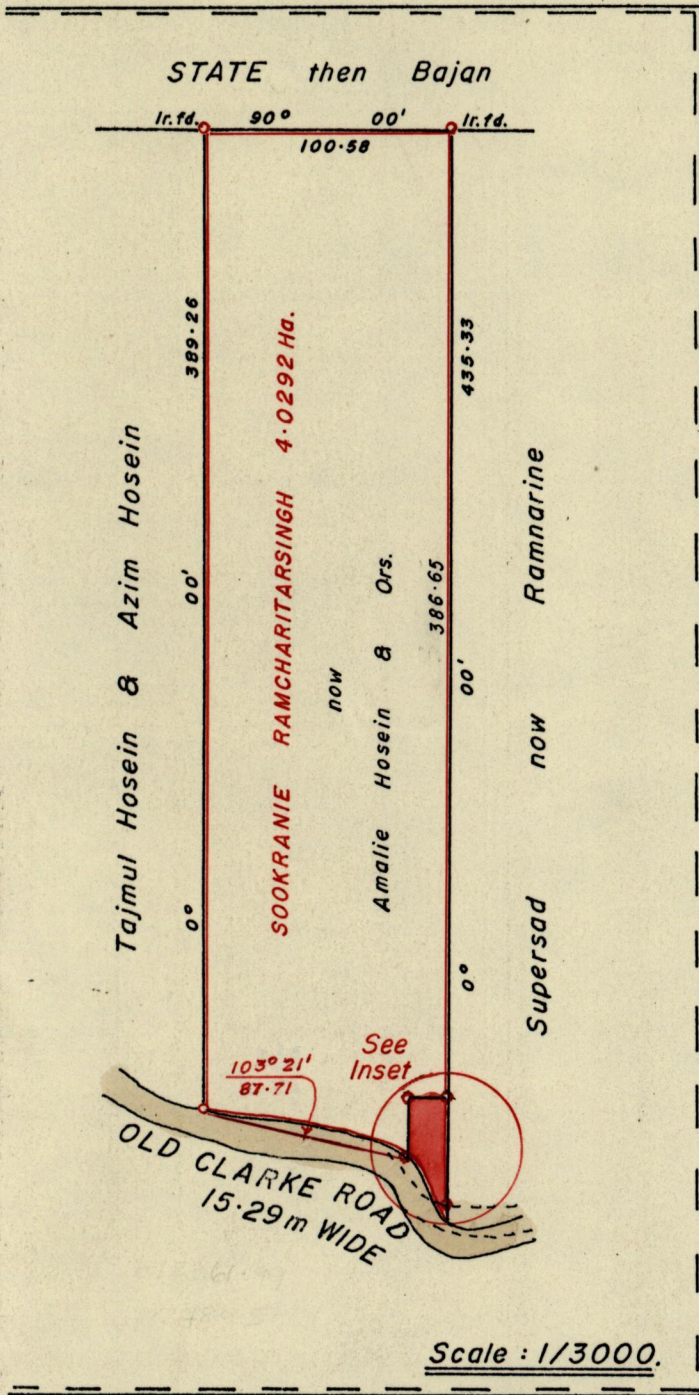 STATE then Bajan
Ir. fd. 90° 00' Ir. fd.
100·58
389·26
00'
0°
Tajmul Hosein & Azim Hosein
SOOKRANIE RAMCHARITARSINGH 4·0292 Ha.
now
Amalie Hosein & Ors.
435·33
386·65
00'
0°
Supersad now Ramnarine
See
Inset
103° 21'
87·71
OLD CLARKE ROAD
15·29m WIDE
Scale : 1/3000.